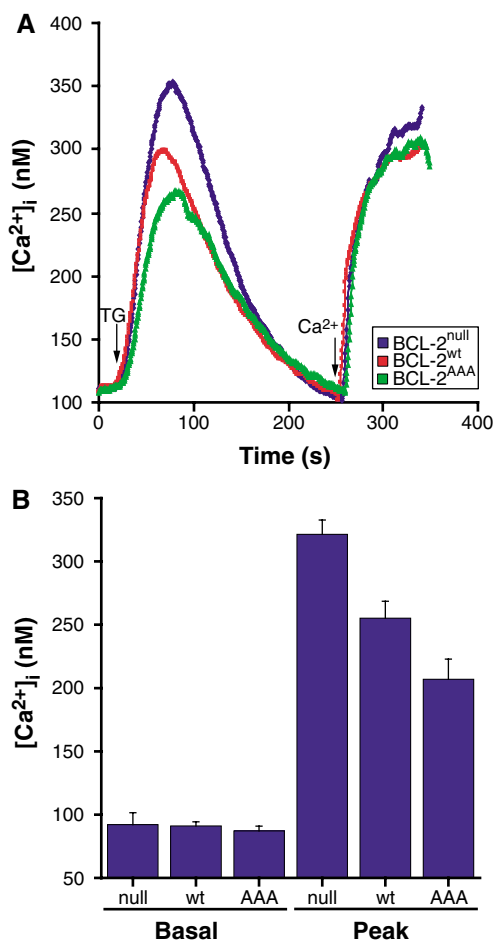 A
400
350
300
250
200
150
100
[Ca²⁺]i (nM)
TG
Ca²⁺
BCL-2null
BCL-2wt
BCL-2AAA
0 100 200 300 400
Time (s)
B
350
300
250
200
150
100
50
[Ca²⁺]i (nM)
null wt AAA null wt AAA
Basal Peak